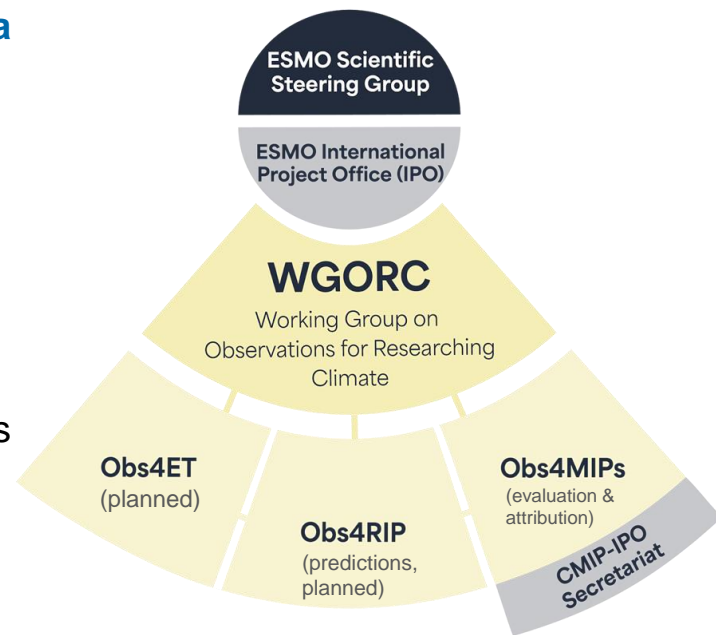 a
ESMO Scientific
Steering Group
ESMO International
Project Office (IPO)
WGORC
Working Group on
Observations for Researching
Climate
s
Obs4ET
(planned)
Obs4RIP
(predictions,
planned)
Obs4MIPs
(evaluation &
attribution)
CMIP-IPO
Secretariat